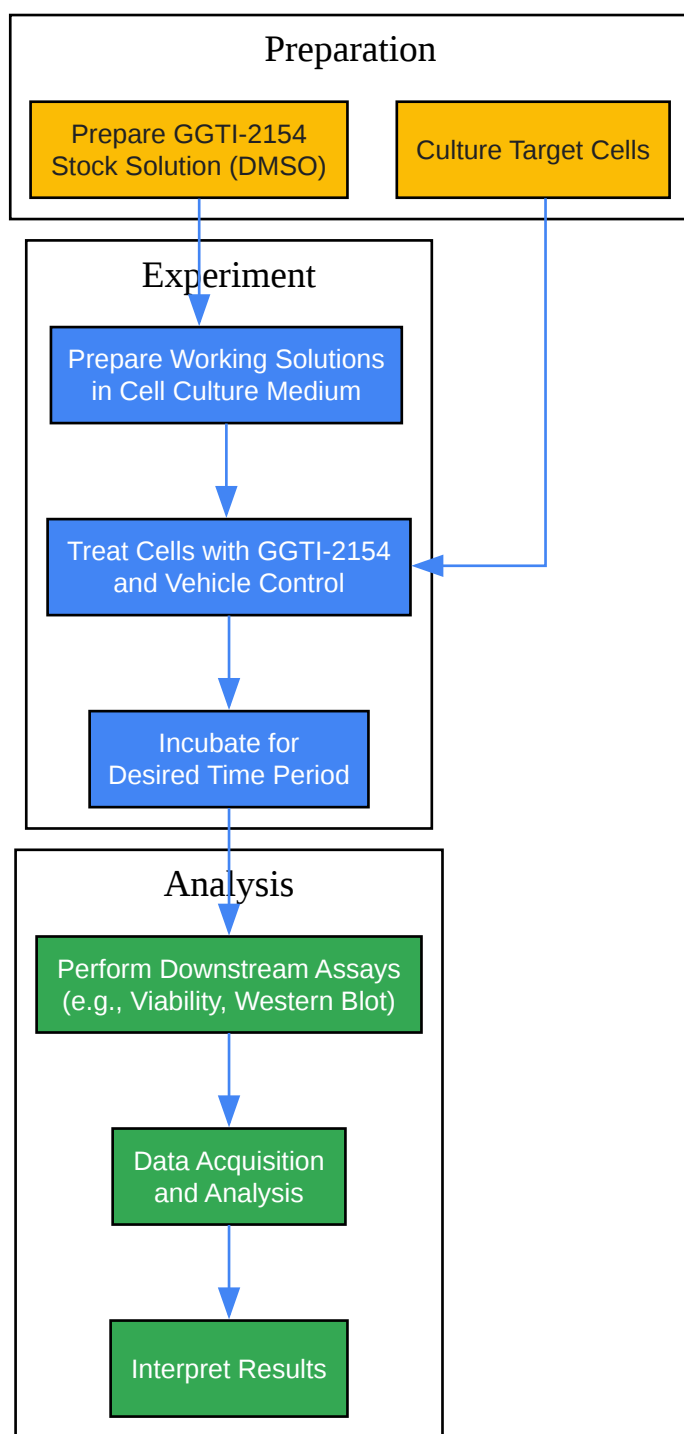 Preparation
Prepare GGTI-2154
Stock Solution (DMSO)
Culture Target Cells
Experiment
Prepare Working Solutions
in Cell Culture Medium
Treat Cells with GGTI-2154
and Vehicle Control
Incubate for
Desired Time Period
Analysis
Perform Downstream Assays
(e.g., Viability, Western Blot)
Data Acquisition
and Analysis
Interpret Results